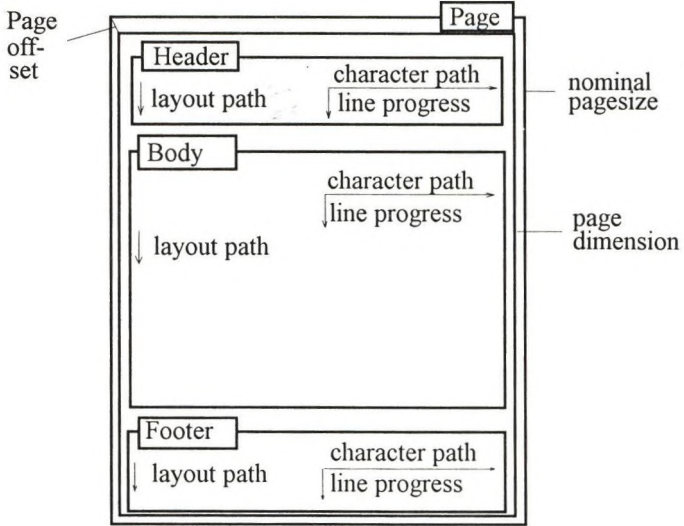 Page
off-
set
Page
Header
character path
layout path
line progress
nominal
pagesize
Body
character path
line progress
layout path
page
dimension
Footer
character path
layout path
line progress